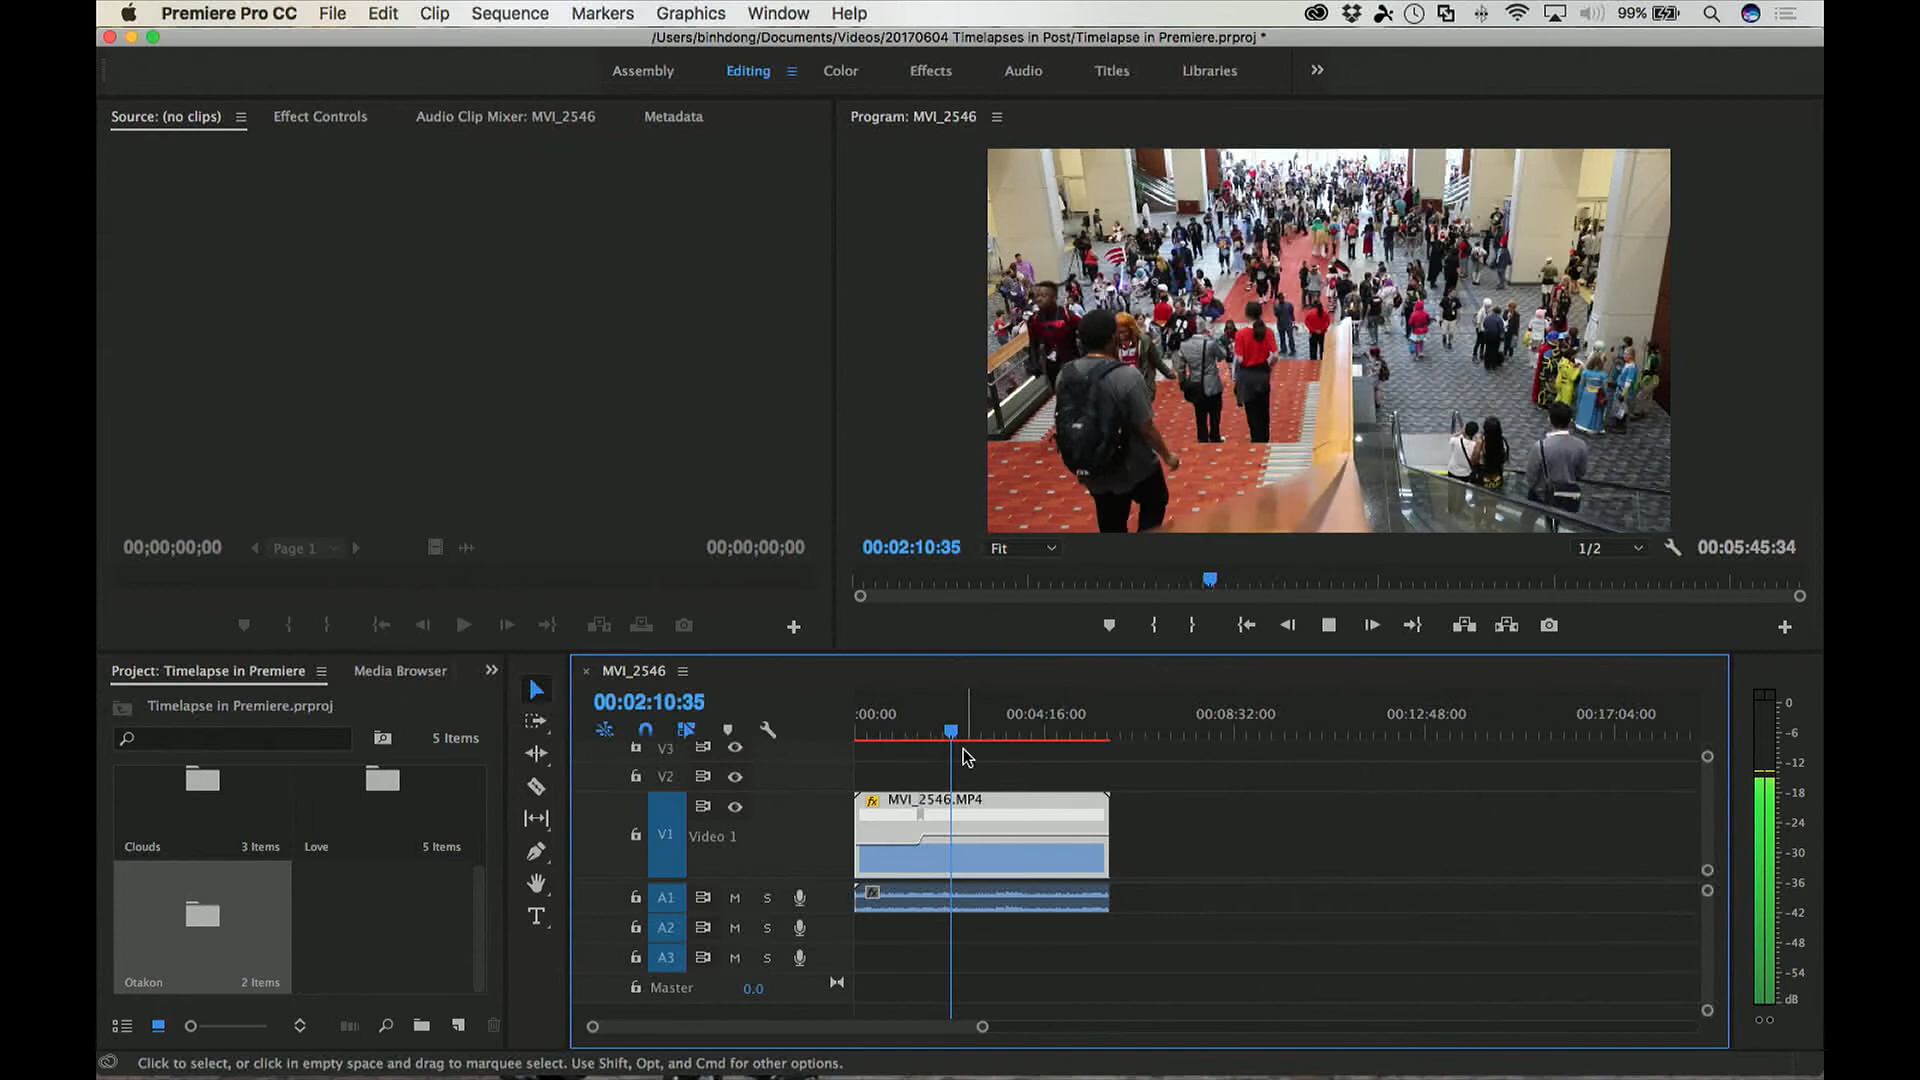 Premiere Pro CC File Edit Clip Sequence Markers Graphics Window Help 99%
/Users/binhdong/Documents/Videos/20170604 Timelapses in Post/Timelapse in Premiere.prproj *
Assembly Editing Color Effects Audio Titles Libraries
Source: (no clips) Effect Controls Audio Clip Mixer: MVI_2546 Metadata
Program: MVI_2546
00;00;00;00 Page 1 00;00;00;00
00:02:10:35 Fit 1/2 00:05:45:34
Project: Timelapse in Premiere Media Browser
Timelapse in Premiere.prproj
5 Items
Clouds 3 Items Love 5 Items
Otakon 2 Items
MVI_2546
00:02:10:35
:00:00 00:04:16:00 00:08:32:00 00:12:48:00 00:17:04:00
V3
V2
fx MVI_2546.MP4
V1 Video 1
A1 M S fx
A2 M S
A3 M S
Master 0.0
0
-6
-12
-18
-24
-30
-36
-42
-48
-54
dB
Click to select, or click in empty space and drag to marquee select. Use Shift, Opt, and Cmd for other options.